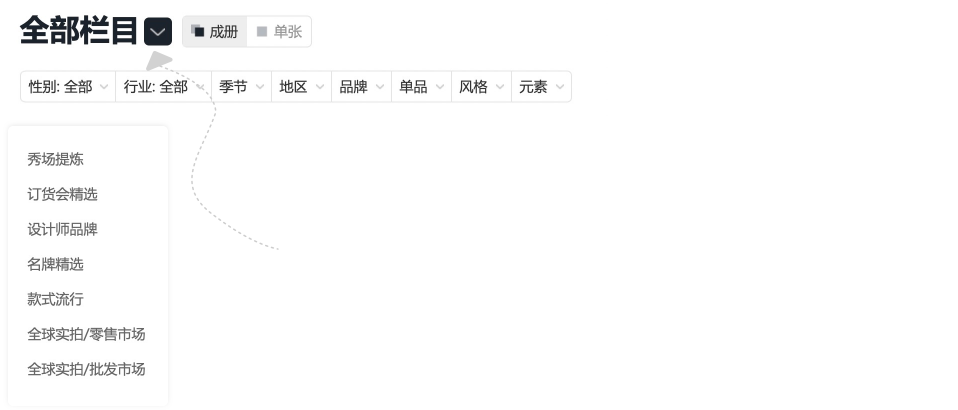 全部栏目 成册 单张
性别: 全部 行业: 全部 季节 地区 品牌 单品 风格 元素
秀场提炼
订货会精选
设计师品牌
名牌精选
款式流行
全球实拍/零售市场
全球实拍/批发市场